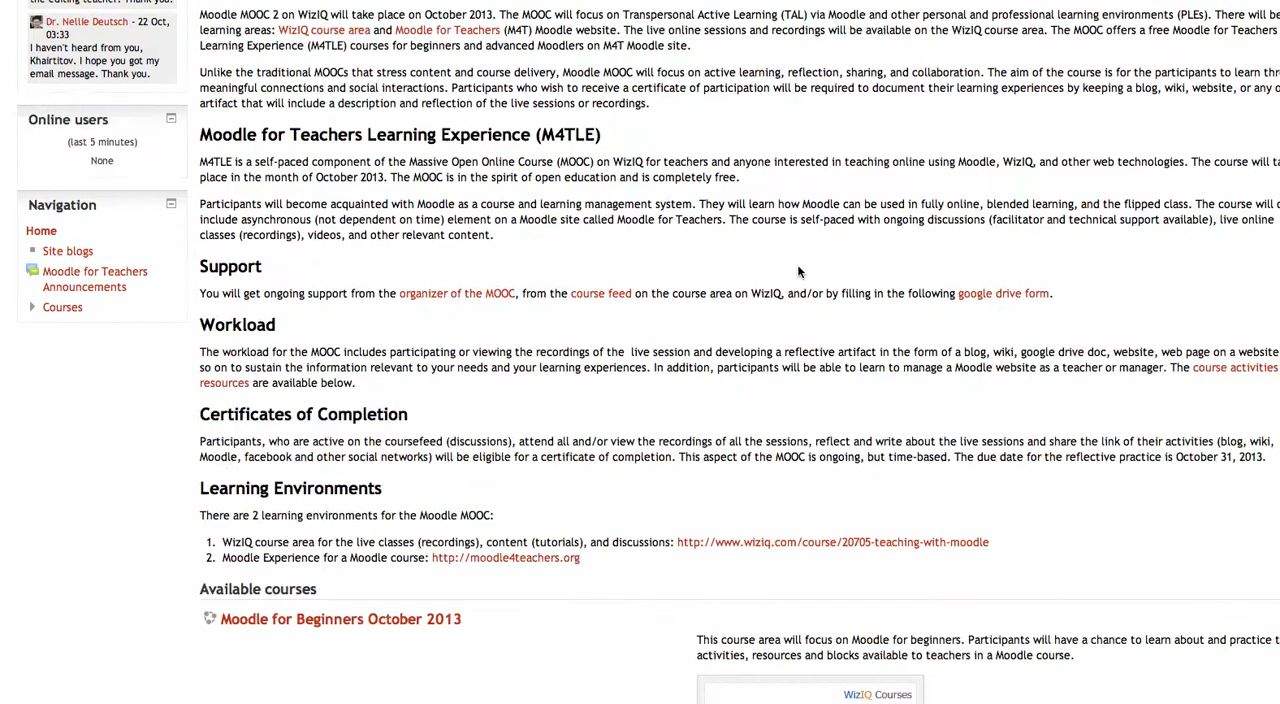 the editing teacher. Thank you.
Dr. Nellie Deutsch - 22 Oct,
03:33
I haven't heard from you,
Khairtitov. I hope you got my
email message. Thank you.
Online users
(last 5 minutes)
None
Navigation
Home
Site blogs
Moodle for Teachers
Announcements
Courses
Moodle MOOC 2 on WizIQ will take place on October 2013. The MOOC will focus on Transpersonal Active Learning (TAL) via Moodle and other personal and professional learning environments (PLEs). There will be
learning areas: WizIQ course area and Moodle for Teachers (M4T) Moodle website. The live online sessions and recordings will be available on the WizIQ course area. The MOOC offers a free Moodle for Teachers
Learning Experience (M4TLE) courses for beginners and advanced Moodlers on M4T Moodle site.
Unlike the traditional MOOCs that stress content and course delivery, Moodle MOOC will focus on active learning, reflection, sharing, and collaboration. The aim of the course is for the participants to learn thr
meaningful connections and social interactions. Participants who wish to receive a certificate of participation will be required to document their learning experiences by keeping a blog, wiki, website, or any o
artifact that will include a description and reflection of the live sessions or recordings.
Moodle for Teachers Learning Experience (M4TLE)
M4TLE is a self-paced component of the Massive Open Online Course (MOOC) on WizIQ for teachers and anyone interested in teaching online using Moodle, WizIQ, and other web technologies. The course will ta
place in the month of October 2013. The MOOC is in the spirit of open education and is completely free.
Participants will become acquainted with Moodle as a course and learning management system. They will learn how Moodle can be used in fully online, blended learning, and the flipped class. The course will
include asynchronous (not dependent on time) element on a Moodle site called Moodle for Teachers. The course is self-paced with ongoing discussions (facilitator and technical support available), live online
classes (recordings), videos, and other relevant content.
Support
You will get ongoing support from the organizer of the MOOC, from the course feed on the course area on WizIQ, and/or by filling in the following google drive form.
Workload
The workload for the MOOC includes participating or viewing the recordings of the live session and developing a reflective artifact in the form of a blog, wiki, google drive doc, website, web page on a website
so on to sustain the information relevant to your needs and your learning experiences. In addition, participants will be able to learn to manage a Moodle website as a teacher or manager. The course activities
resources are available below.
Certificates of Completion
Participants, who are active on the coursefeed (discussions), attend all and/or view the recordings of all the sessions, reflect and write about the live sessions and share the link of their activities (blog, wiki,
Moodle, facebook and other social networks) will be eligible for a certificate of completion. This aspect of the MOOC is ongoing, but time-based. The due date for the reflective practice is October 31, 2013.
Learning Environments
There are 2 learning environments for the Moodle MOOC:
1. WizIQ course area for the live classes (recordings), content (tutorials), and discussions: http://www.wiziq.com/course/20705-teaching-with-moodle
2. Moodle Experience for a Moodle course: http://moodle4teachers.org
Available courses
Moodle for Beginners October 2013
This course area will focus on Moodle for beginners. Participants will have a chance to learn about and practice t
activities, resources and blocks available to teachers in a Moodle course.
WizIQ Courses